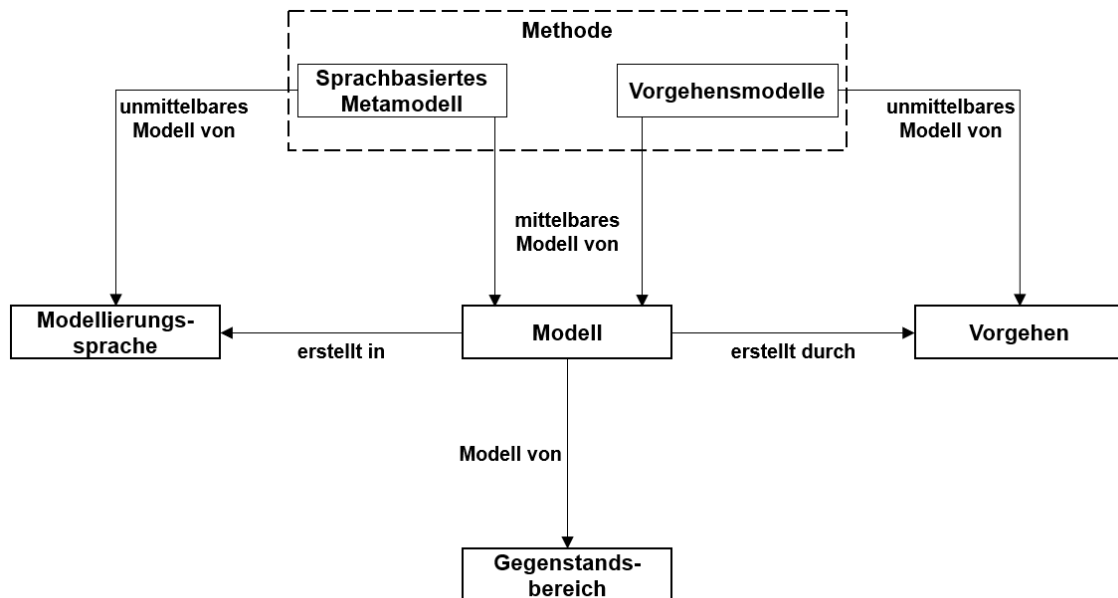 Methode
Sprachbasiertes
Metamodell
Vorgehensmodelle
unmittelbares
Modell von
unmittelbares
Modell von
mittelbares
Modell von
Modellierungs-
sprache
erstellt in
Modell
erstellt durch
Vorgehen
Modell von
Gegenstands-
bereich